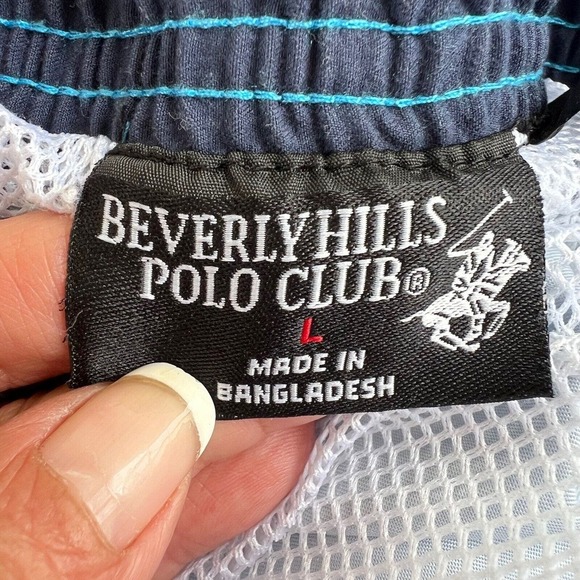 BEVERLY HILLS
POLO CLUB®
L
MADE IN
BANGLADESH